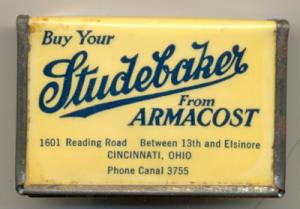 Buy Your
Studebaker
From
ARMACOST
1601 Reading Road Between 13th and Elsinore
CINCINNATI, OHIO
Phone Canal 3755